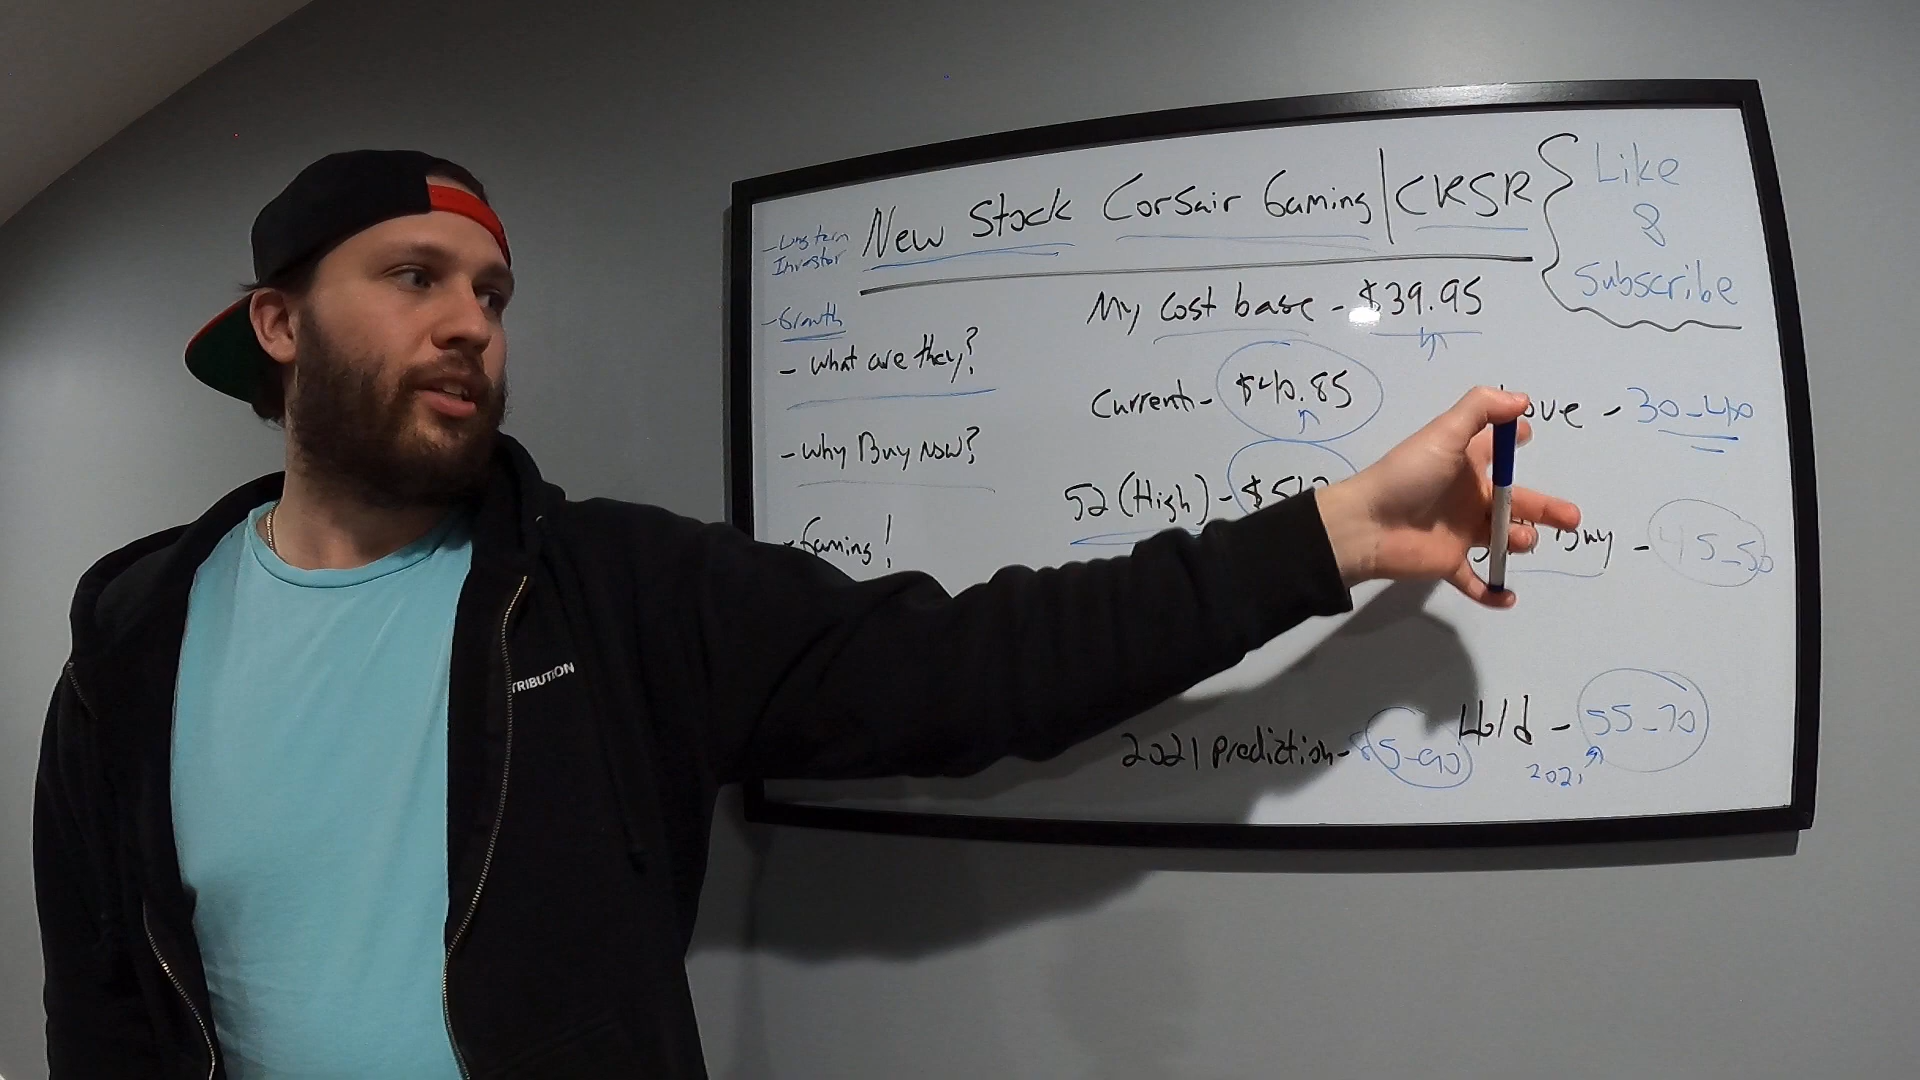 New Stock Corsair Gaming | CRSR
Like
&
Subscribe
- Long term
Investor
- Growth
- What are they?
- Why Buy Now?
- Gaming!
My Cost base - $39.95
Current - $40.85
52 (High) -
- 30-40
Buy - 45-50
2021 Prediction -
Hold - 55-70
2021
TRIBUTION